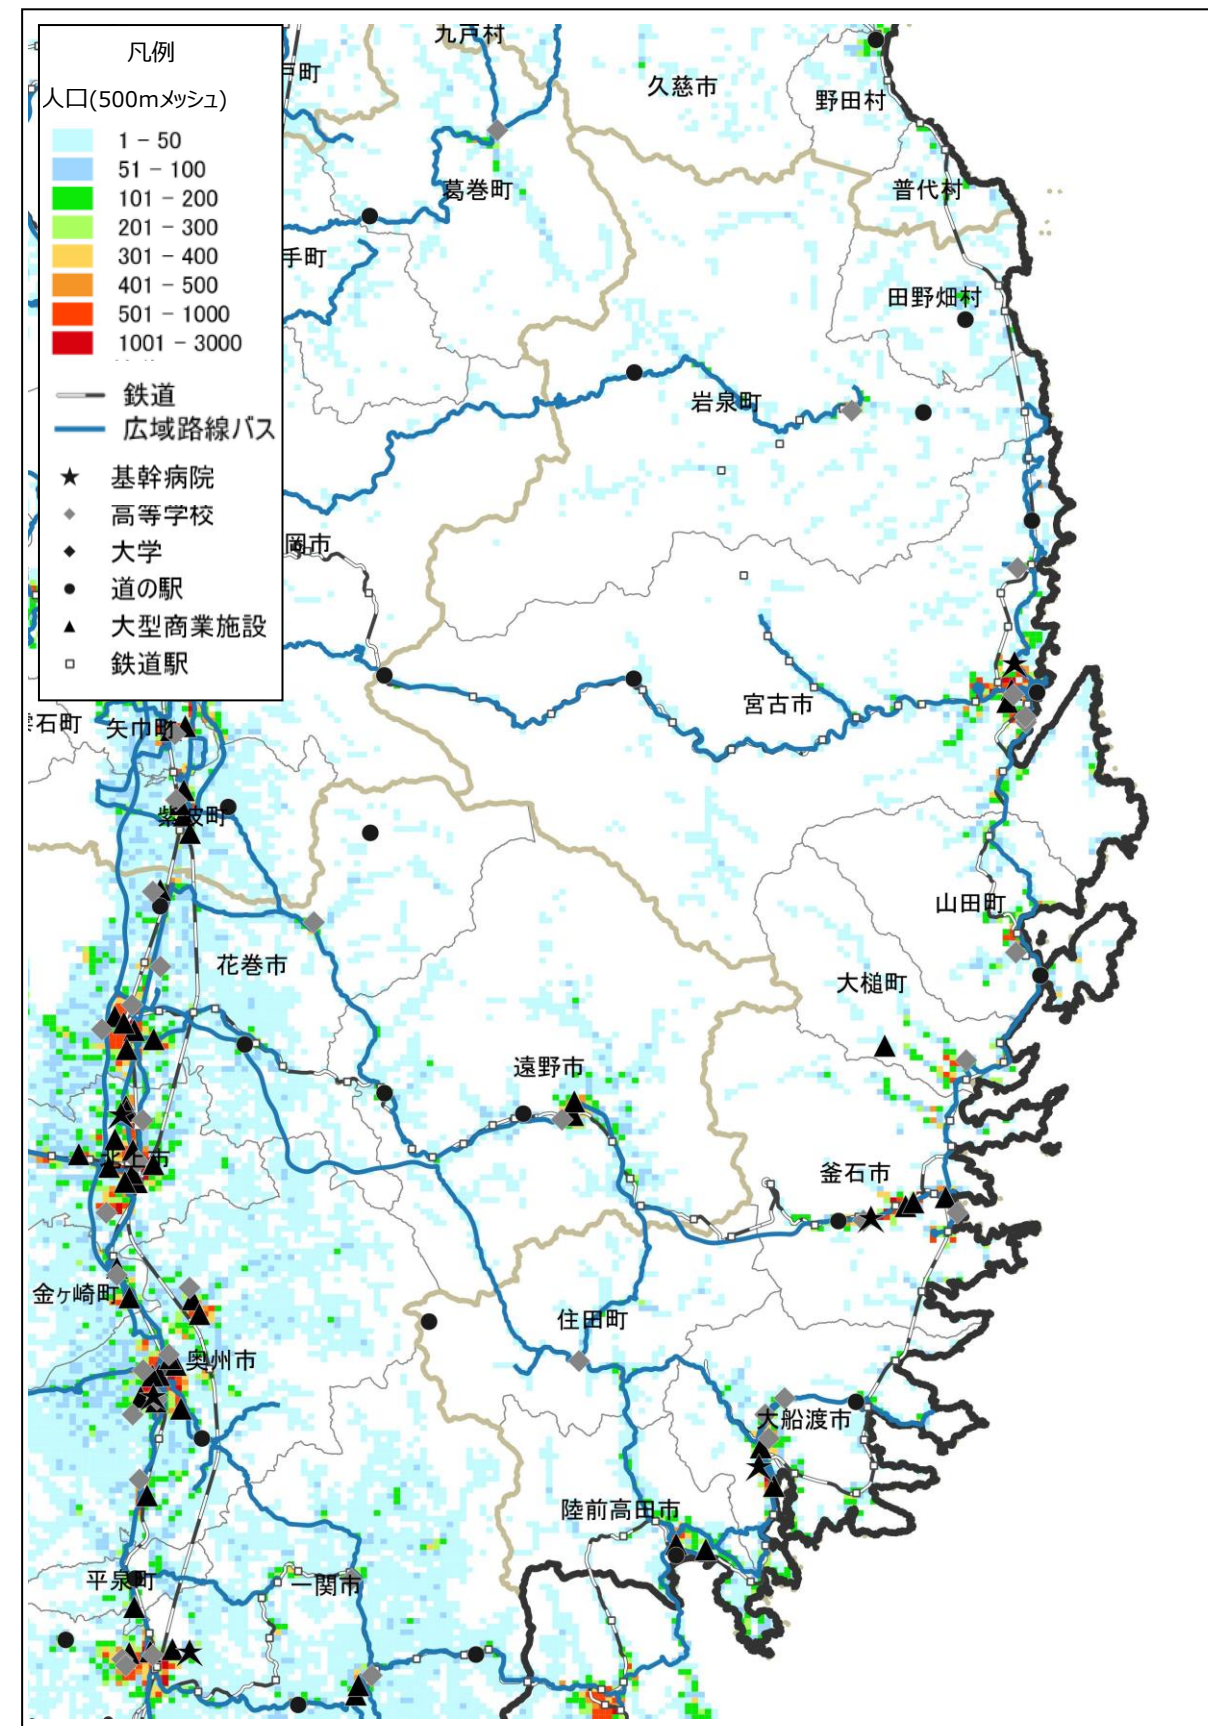 凡例
人口(500mメッシュ)
1 - 50
51 - 100
101 - 200
201 - 300
301 - 400
401 - 500
501 - 1000
1001 - 3000
鉄道
広域路線バス
基幹病院
高等学校
大学
道の駅
大型商業施設
鉄道駅
九戸村
戸町
久慈市
野田村
葛巻町
普代村
手町
田野畑村
岩泉町
岡市
宮古市
石町
矢巾町
紫波町
山田町
花巻市
大槌町
遠野市
北上市
釜石市
金ヶ崎町
住田町
奥州市
大船渡市
陸前高田市
平泉町
一関市